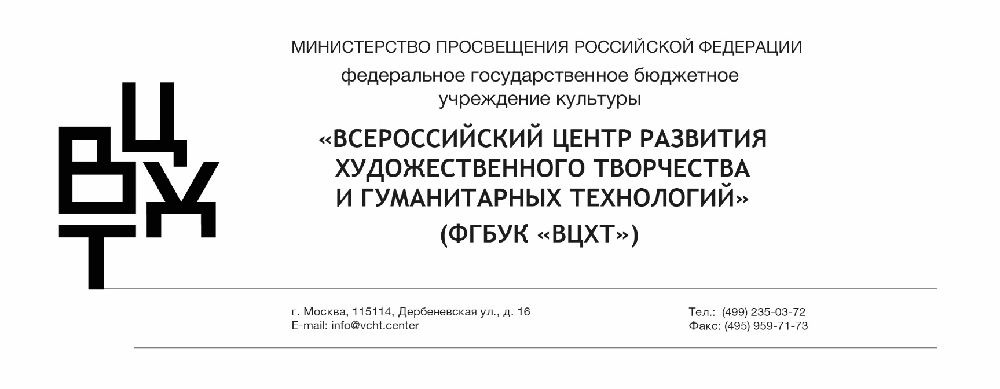 ВЦХТ
МИНИСТЕРСТВО ПРОСВЕЩЕНИЯ РОССИЙСКОЙ ФЕДЕРАЦИИ
федеральное государственное бюджетное
учреждение культуры
«ВСЕРОССИЙСКИЙ ЦЕНТР РАЗВИТИЯ
ХУДОЖЕСТВЕННОГО ТВОРЧЕСТВА
И ГУМАНИТАРНЫХ ТЕХНОЛОГИЙ»
(ФГБУК «ВЦХТ»)
г. Москва, 115114, Дербеневская ул., д. 16
E-mail: info@vcht.center
Тел.: (499) 235-03-72
Факс: (495) 959-71-73